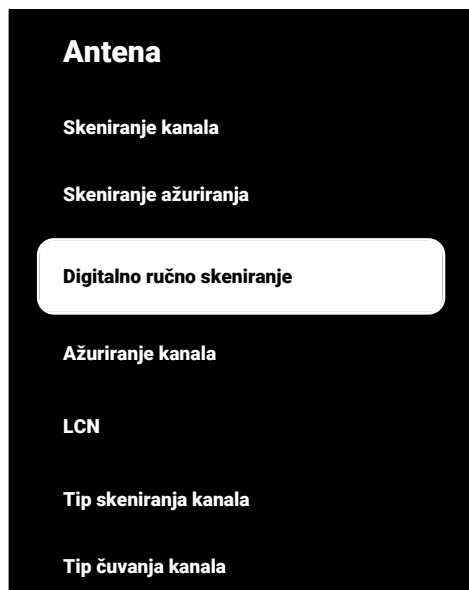 Antena
Skeniranje kanala
Skeniranje ažuriranja
Digitalno ručno skeniranje
Ažuriranje kanala
LCN
Tip skeniranja kanala
Tip čuvanja kanala